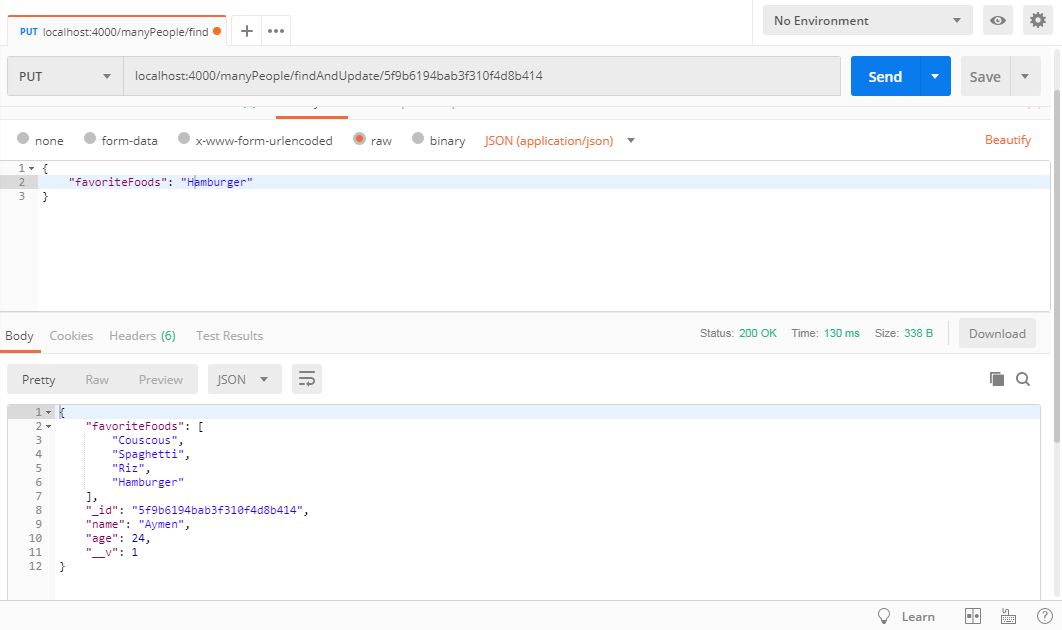 PUT localhost:4000/manyPeople/find
No Environment
PUT localhost:4000/manyPeople/findAndUpdate/5f9b6194bab3f310f4d8b414 Send Save
none form-data x-www-form-urlencoded raw binary JSON (application/json) Beautify
1 {
2 "favoriteFoods": "Hamburger"
3 }
Body Cookies Headers (6) Test Results Status: 200 OK Time: 130 ms Size: 338 B Download
Pretty Raw Preview JSON
1 {
2 "favoriteFoods": [
3 "Couscous",
4 "Spaghetti",
5 "Riz",
6 "Hamburger"
7 ],
8 "_id": "5f9b6194bab3f310f4d8b414",
9 "name": "Aymen",
10 "age": 24,
11 "__v": 1
12 }
Learn